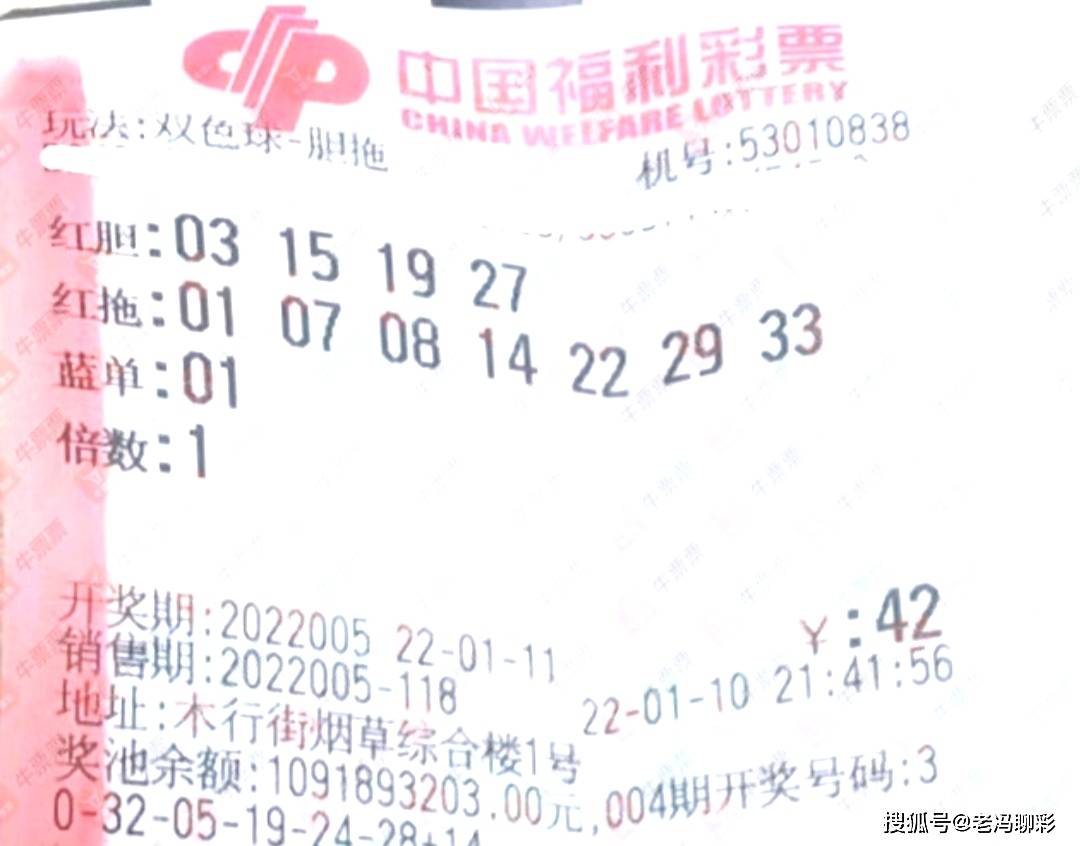 中国福利彩票
CHINA WELFARE LOTTERY
玩法:双色球-胆拖
机号:53010838
红胆:03 15 19 27
红拖:01 07 08 14 22 29 33
蓝单:01
倍数:1
¥:42
开奖期:2022005 22-01-11
销售期:2022005-118 22-01-10 21:41:56
地址:木行街烟草综合楼1号
奖池余额:1091893203.00元,004期开奖号码:3
0-32-05-19-24-28+14
牛票票
搜狐号@老冯聊彩